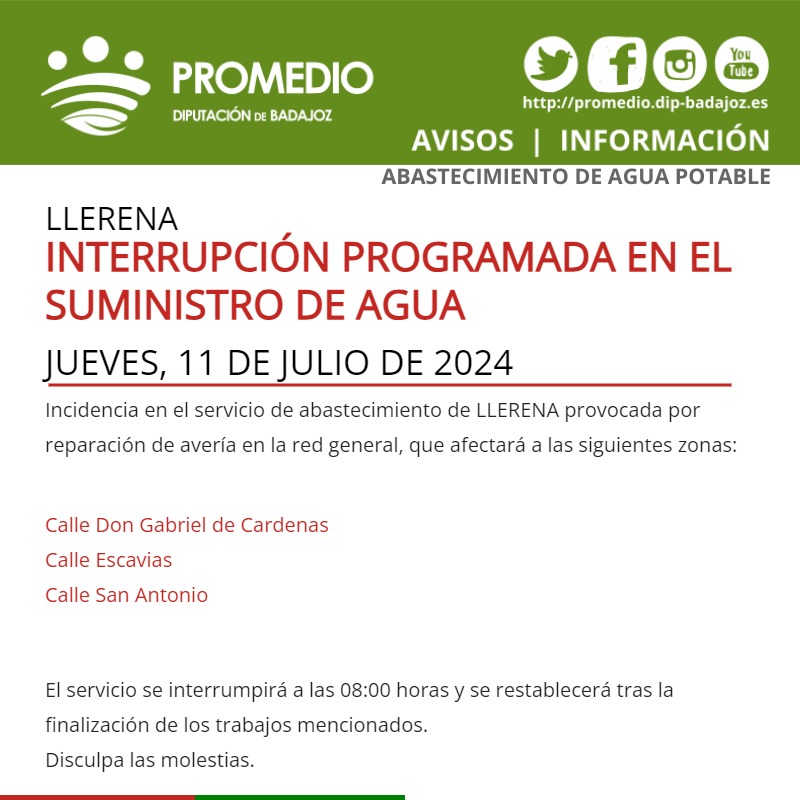 PROMEDIO
DIPUTACIÓN DE BADAJOZ
You
Tube
http://promedio.dip-badajoz.es
AVISOS | INFORMACIÓN
ABASTECIMIENTO DE AGUA POTABLE
LLERENA
INTERRUPCIÓN PROGRAMADA EN EL
SUMINISTRO DE AGUA
JUEVES, 11 DE JULIO DE 2024
Incidencia en el servicio de abastecimiento de LLERENA provocada por
reparación de avería en la red general, que afectará a las siguientes zonas:
Calle Don Gabriel de Cardenas
Calle Escavias
Calle San Antonio
El servicio se interrumpirá a las 08:00 horas y se restablecerá tras la
finalización de los trabajos mencionados.
Disculpa las molestias.